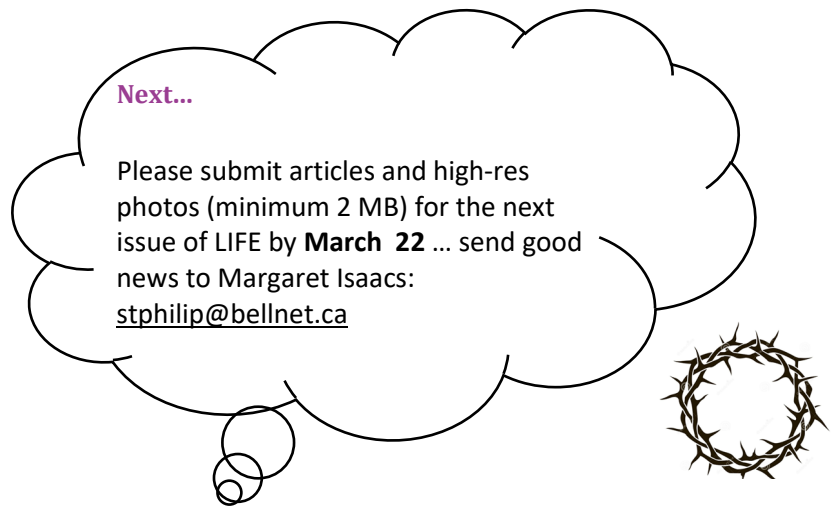 Next...
Please submit articles and high-res
photos (minimum 2 MB) for the next
issue of LIFE by March 22 ... send good
news to Margaret Isaacs:
stphilip@bellnet.ca